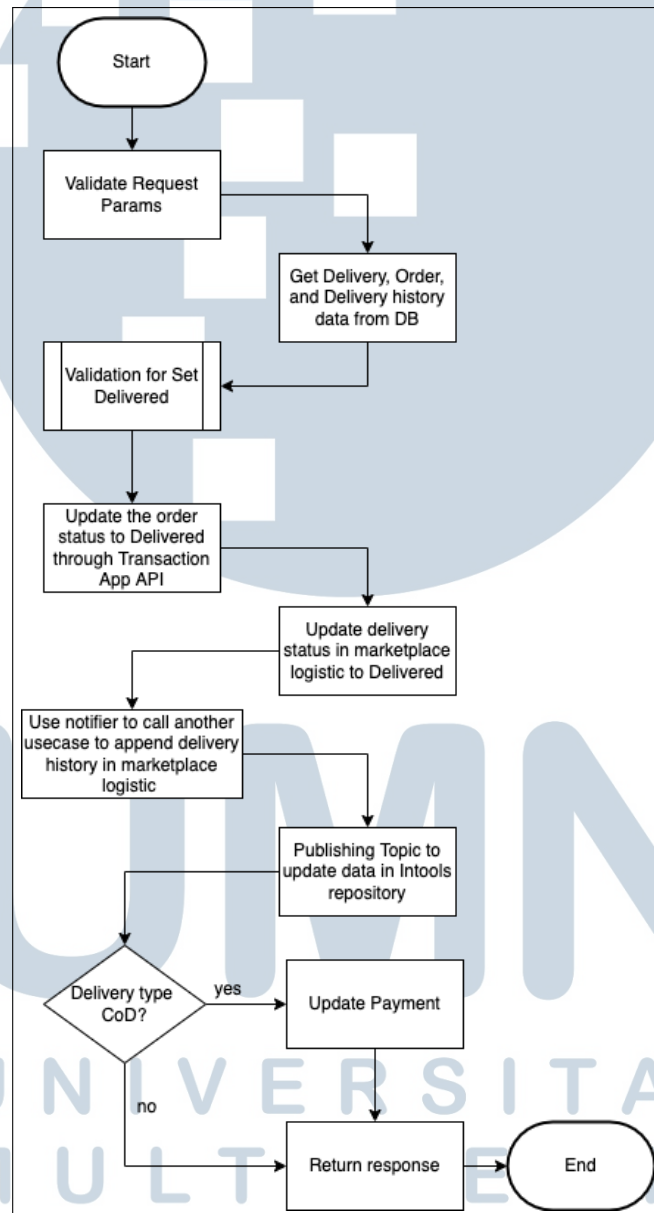 Start
Validate Request
Params
Get Delivery, Order,
and Delivery history
data from DB
Validation for Set
Delivered
Update the order
status to Delivered
through Transaction
App API
Update delivery
status in marketplace
logistic to Delivered
Use notifier to call another
usecase to append delivery
history in marketplace
logistic
Publishing Topic to
update data in Intools
repository
Delivery type
CoD?
yes
Update Payment
no
Return response
End
UMN
UNIVERSITA
MULT
E